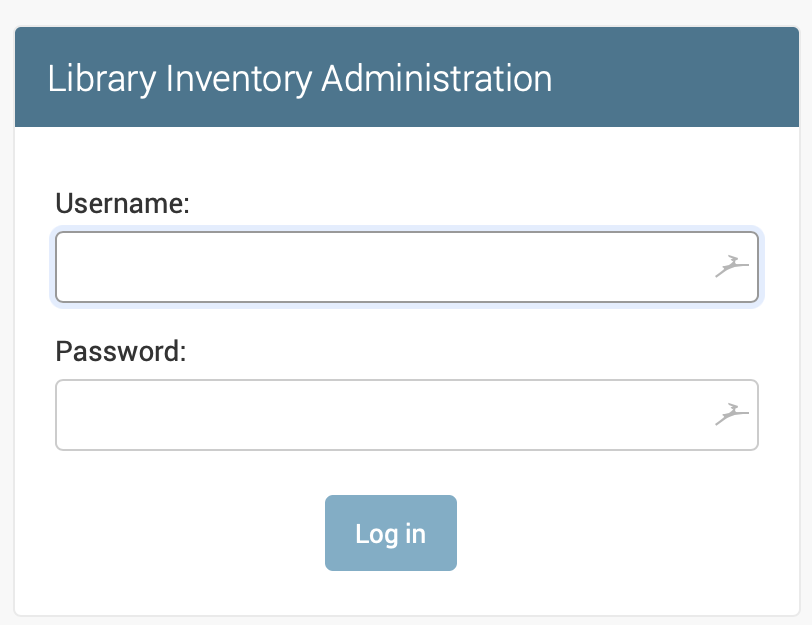 Library Inventory Administration
Username:
Password:
Log in